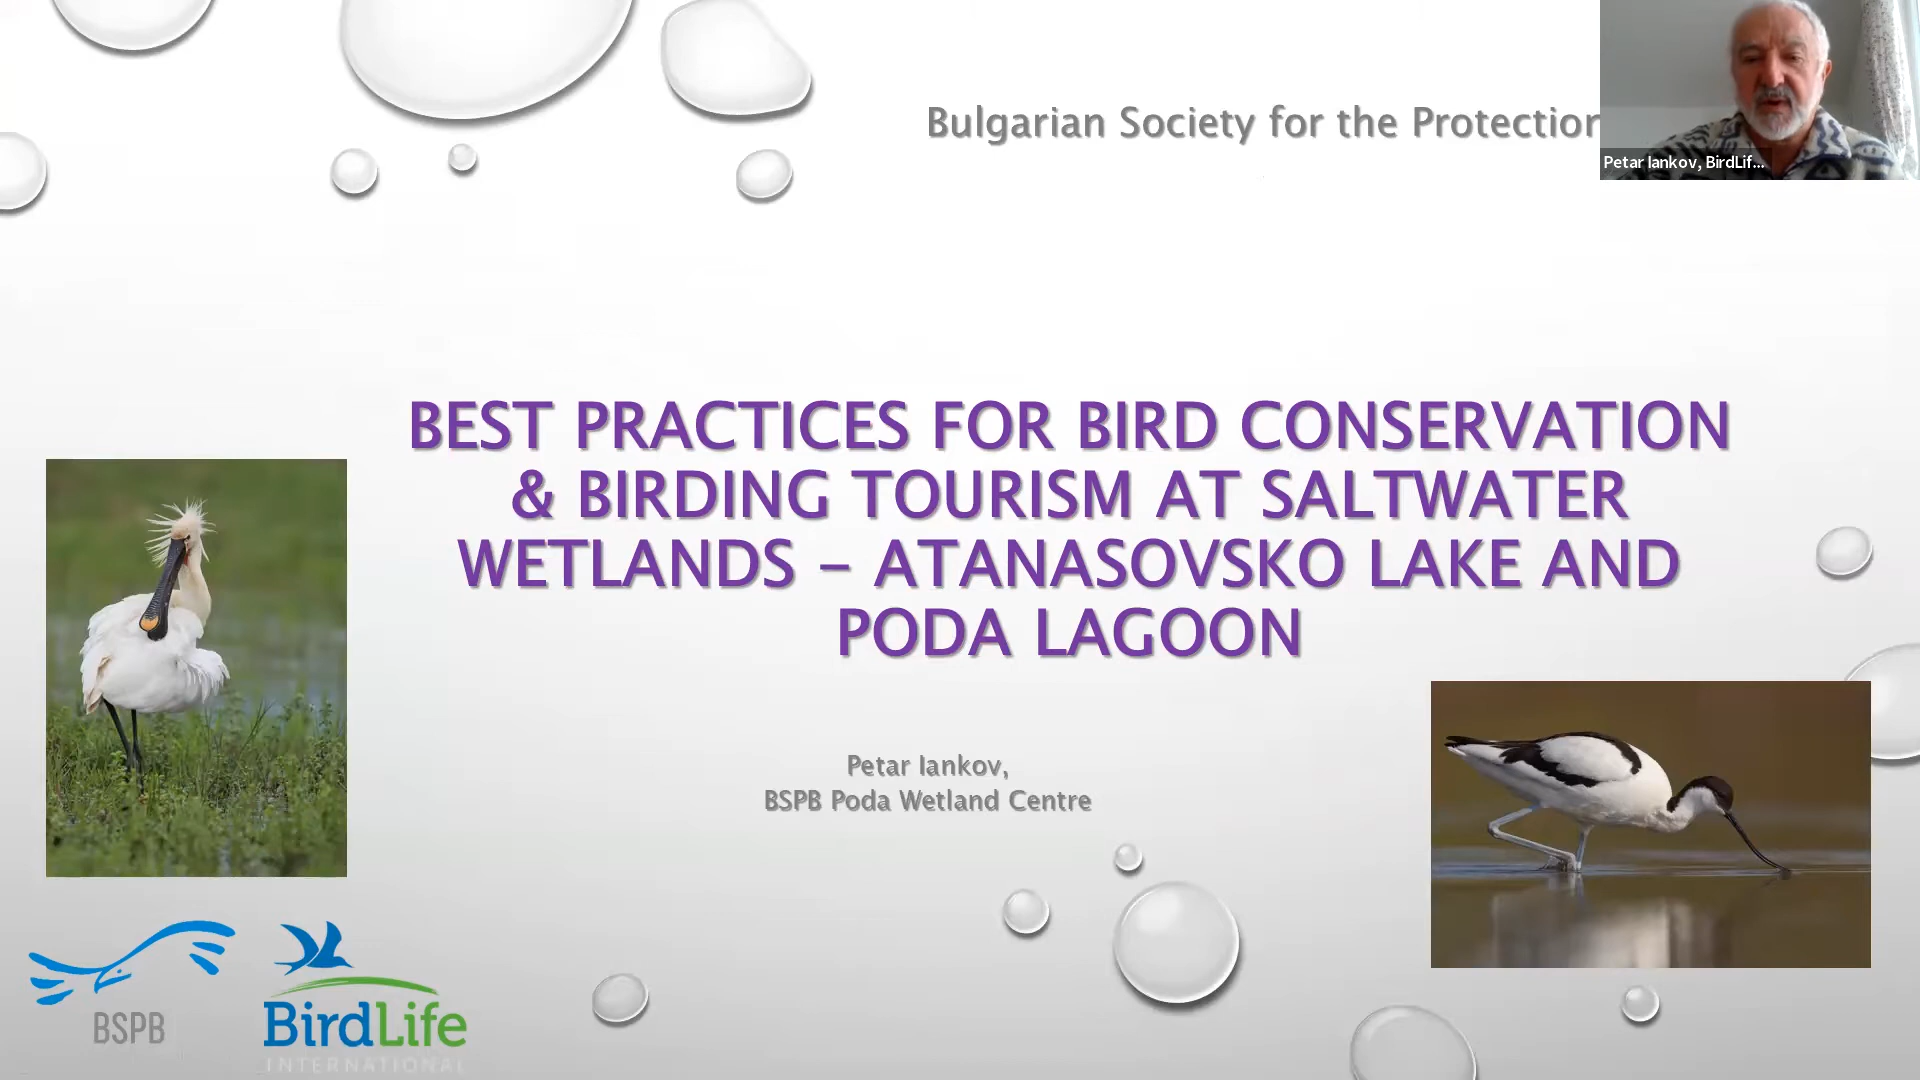 Bulgarian Society for the Protection
Petar Iankov, BirdLif...
BEST PRACTICES FOR BIRD CONSERVATION
& BIRDING TOURISM AT SALTWATER
WETLANDS – ATANASOVSKO LAKE AND
PODA LAGOON
Petar Iankov,
BSPB Poda Wetland Centre
BSPB
BirdLife
INTERNATIONAL